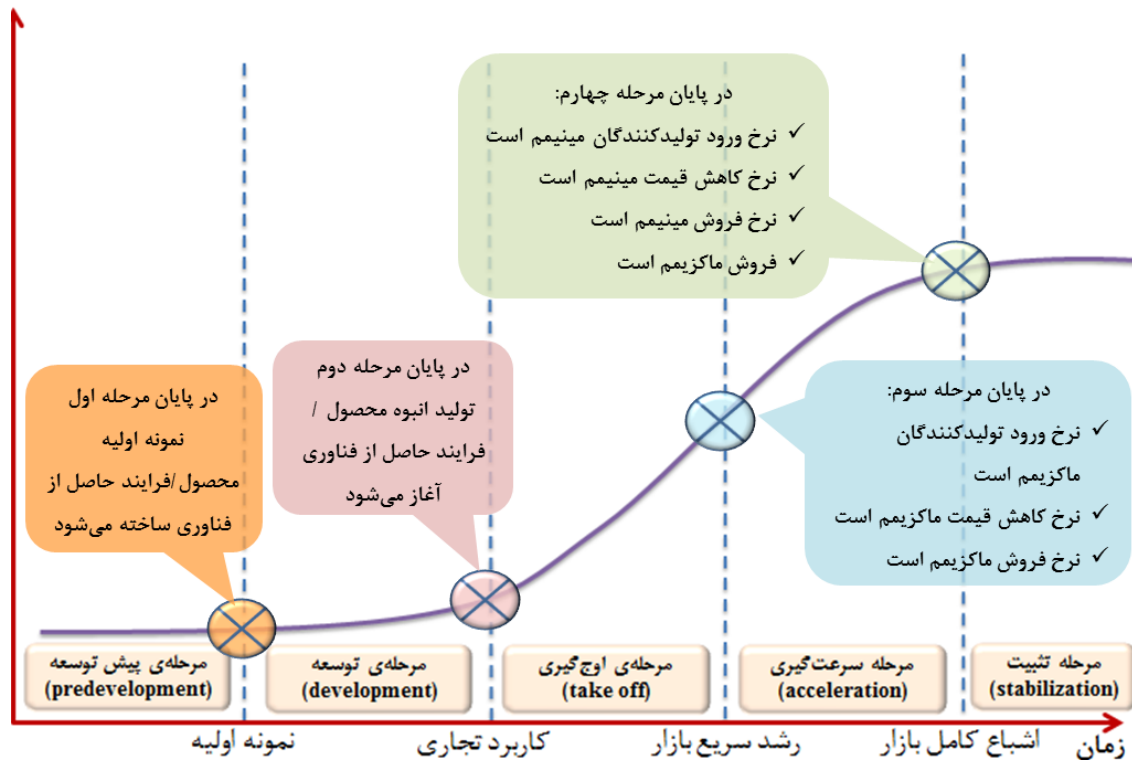 در پایان مرحله چهارم:
✓ نرخ ورود تولیدکنندگان مینیمم است
✓ نرخ کاهش قیمت مینیمم است
✓ نرخ فروش مینیمم است
✓ فروش ماکزیمم است
در پایان مرحله سوم:
✓ نرخ ورود تولیدکنندگان
ماکزیمم است
✓ نرخ کاهش قیمت ماکزیمم است
✓ نرخ فروش ماکزیمم است
در پایان مرحله دوم
تولید انبوه محصول /
فرایند حاصل از فناوری
آغاز می‌شود
در پایان مرحله اول
نمونه اولیه
محصول/فرایند حاصل از
فناوری ساخته می‌شود
مرحله‌ی پیش توسعه
(predevelopment)
مرحله‌ی توسعه
(development)
مرحله‌ی اوج‌گیری
(take off)
مرحله سرعت‌گیری
(acceleration)
مرحله تثبیت
(stabilization)
نمونه اولیه
کاربرد تجاری
رشد سریع بازار
اشباع کامل بازار
زمان